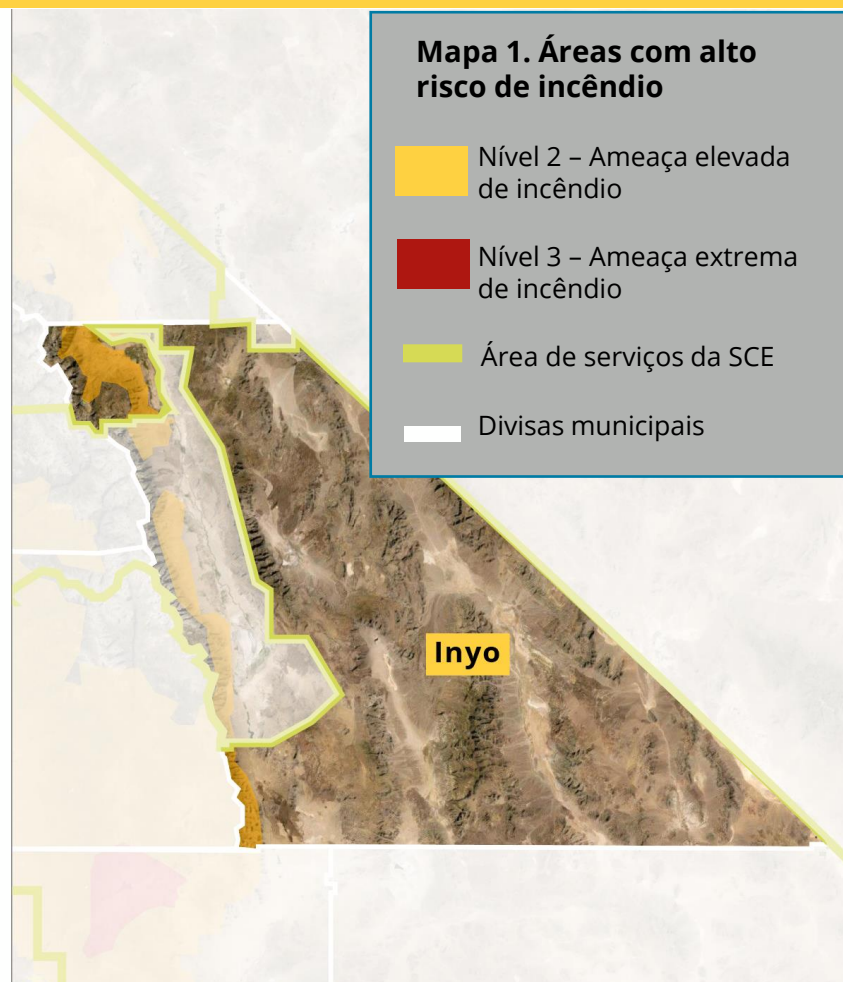 Mapa 1. Áreas com alto
risco de incêndio
Nível 2 – Ameaça elevada
de incêndio
Nível 3 – Ameaça extrema
de incêndio
Área de serviços da SCE
Divisas municipais
Inyo